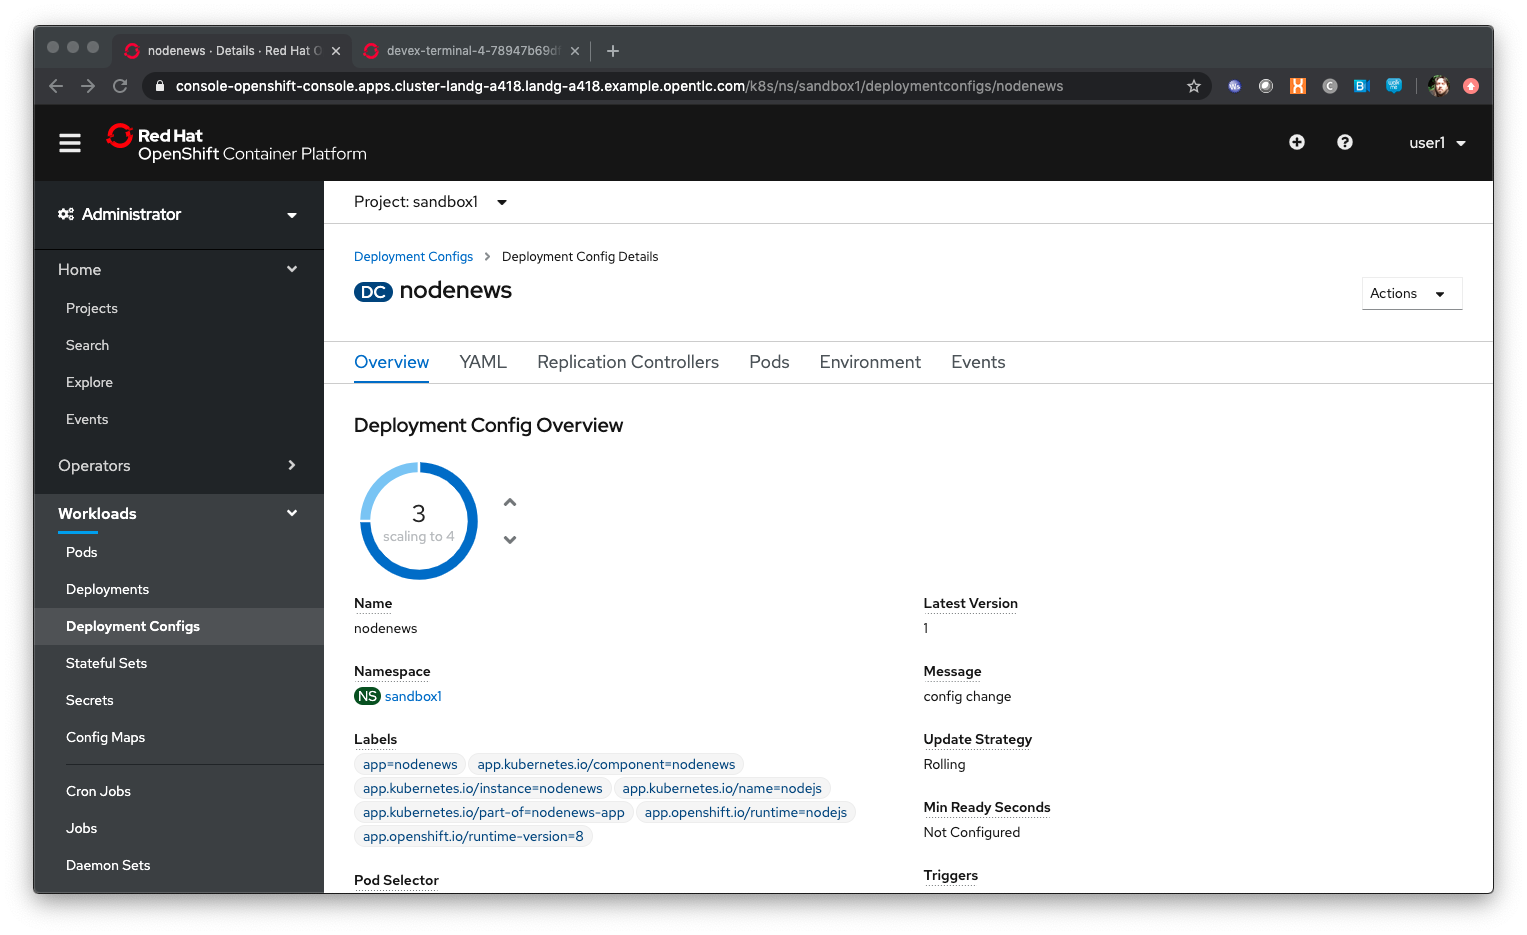 nodenews · Details · Red Hat O
devex-terminal-4-78947b69d
console-openshift-console.apps.cluster-landg-a418.landg-a418.example.opentlc.com/k8s/ns/sandbox1/deploymentconfigs/nodenews
Red Hat
OpenShift Container Platform
user1
Administrator
Home
Projects
Search
Explore
Events
Operators
Workloads
Pods
Deployments
Deployment Configs
Stateful Sets
Secrets
Config Maps
Cron Jobs
Jobs
Daemon Sets
Project: sandbox1
Deployment Configs > Deployment Config Details
DC nodenews
Actions
Overview YAML Replication Controllers Pods Environment Events
Deployment Config Overview
3
scaling to 4
Name
nodenews
Namespace
NS sandbox1
Labels
app=nodenews app.kubernetes.io/component=nodenews
app.kubernetes.io/instance=nodenews app.kubernetes.io/name=nodejs
app.kubernetes.io/part-of=nodenews-app app.openshift.io/runtime=nodejs
app.openshift.io/runtime-version=8
Pod Selector
Latest Version
1
Message
config change
Update Strategy
Rolling
Min Ready Seconds
Not Configured
Triggers